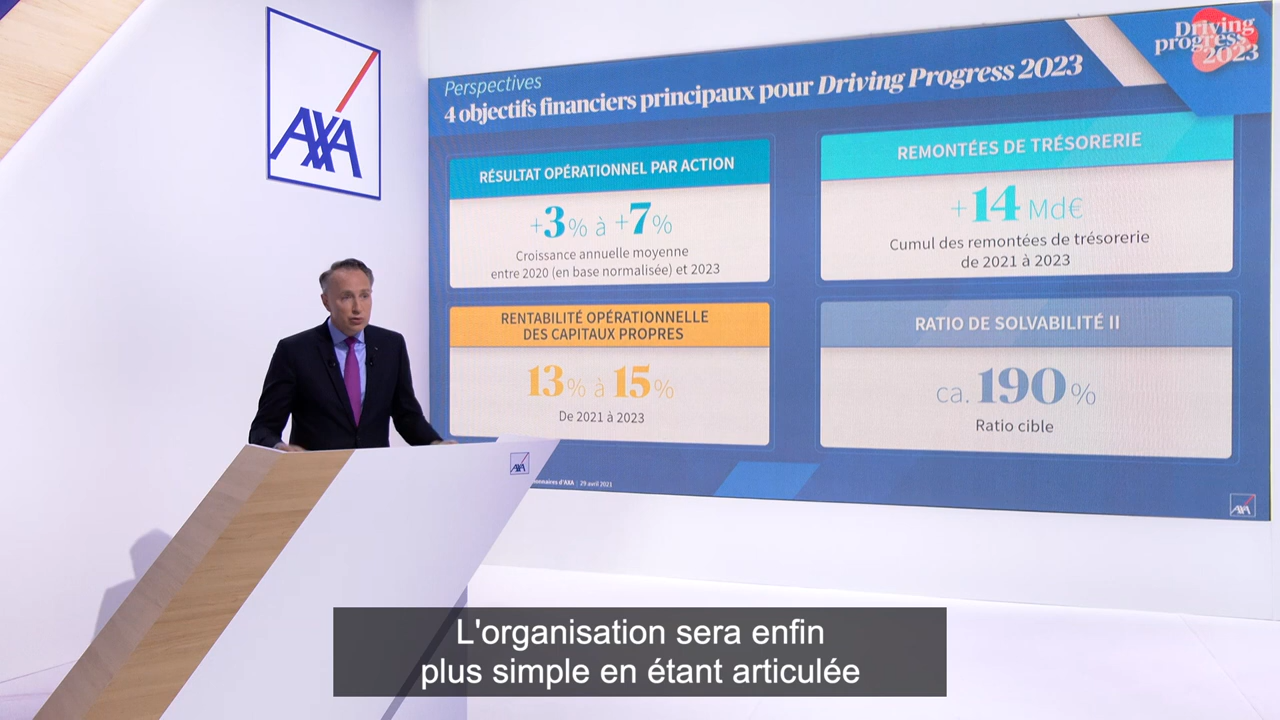 AXA
Driving
progress
2023
Perspectives
4 objectifs financiers principaux pour Driving Progress 2023
RÉSULTAT OPÉRATIONNEL PAR ACTION
+3% à +7%
Croissance annuelle moyenne
entre 2020 (en base normalisée) et 2023
REMONTÉES DE TRÉSORERIE
+14 Md€
Cumul des remontées de trésorerie
de 2021 à 2023
RENTABILITÉ OPÉRATIONNELLE
DES CAPITAUX PROPRES
13% à 15%
De 2021 à 2023
RATIO DE SOLVABILITÉ II
ca. 190%
Ratio cible
AXA
d'AXA | 29 avril 2021
AXA
L'organisation sera enfin
plus simple en étant articulée